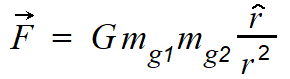 F⃗ = G m_g1 m_g2 r̂ / r²